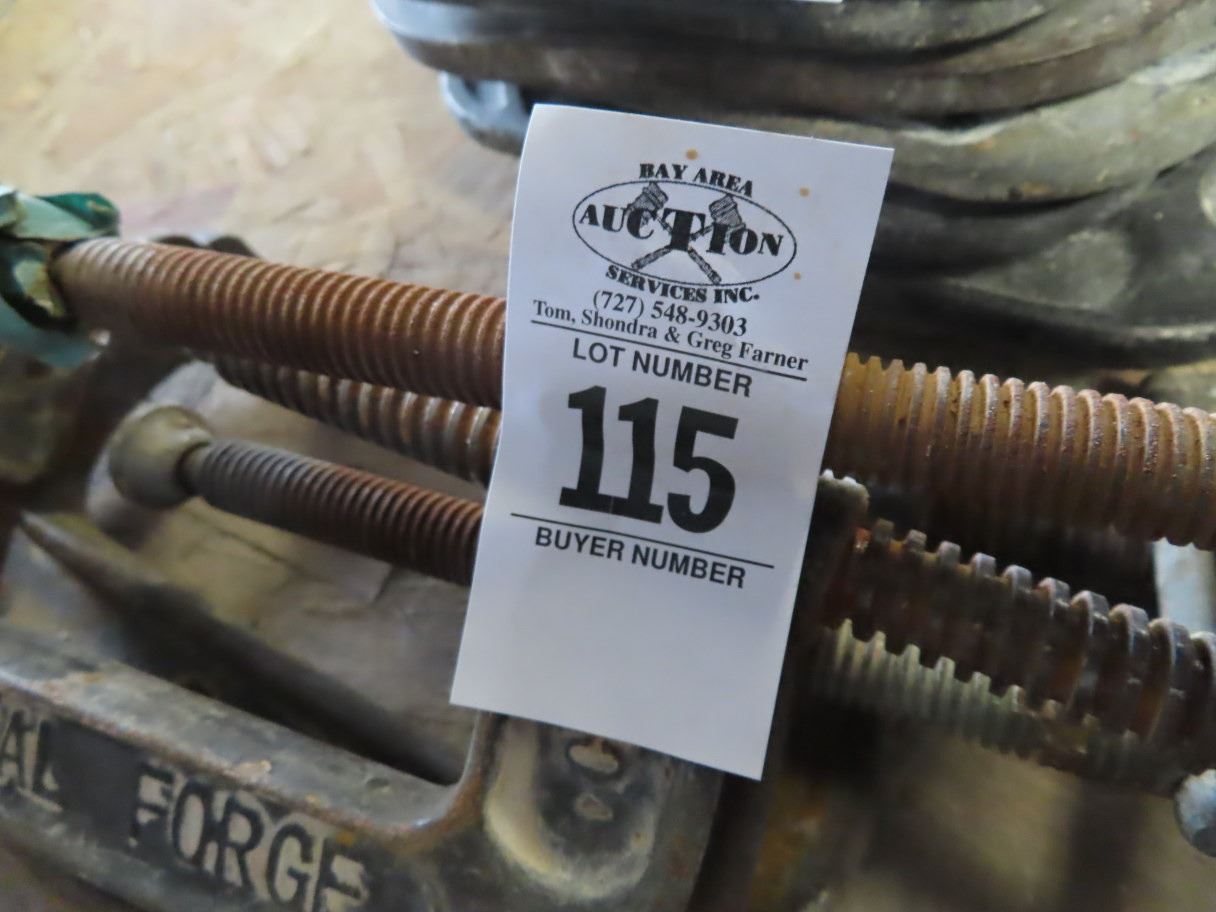 BAY AREA
AUCTION
SERVICES INC.
(727) 548-9303
Tom, Shondra & Greg Farner
LOT NUMBER
115
BUYER NUMBER
FORGE